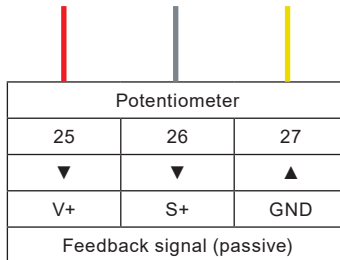 Potentiometer
25 26 27
▼ ▼ ▲
V+ S+ GND
Feedback signal (passive)